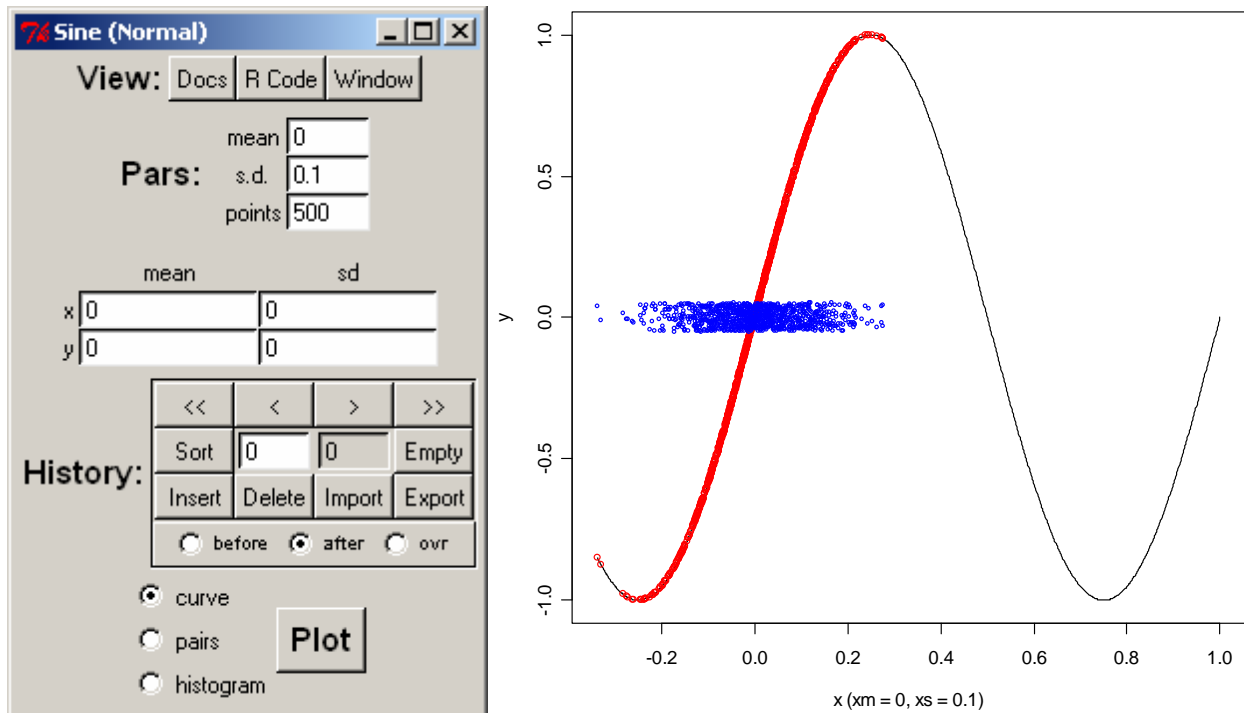 Sine (Normal)
View: Docs R Code Window
Pars:
mean 0
s.d. 0.1
points 500
mean sd
x 0 0
y 0 0
History:
<< < > >>
Sort 0 0 Empty
Insert Delete Import Export
before after ovr
curve
pairs
histogram
Plot
y
1.0
0.5
0.0
-0.5
-1.0
-0.2 0.0 0.2 0.4 0.6 0.8 1.0
x (xm = 0, xs = 0.1)